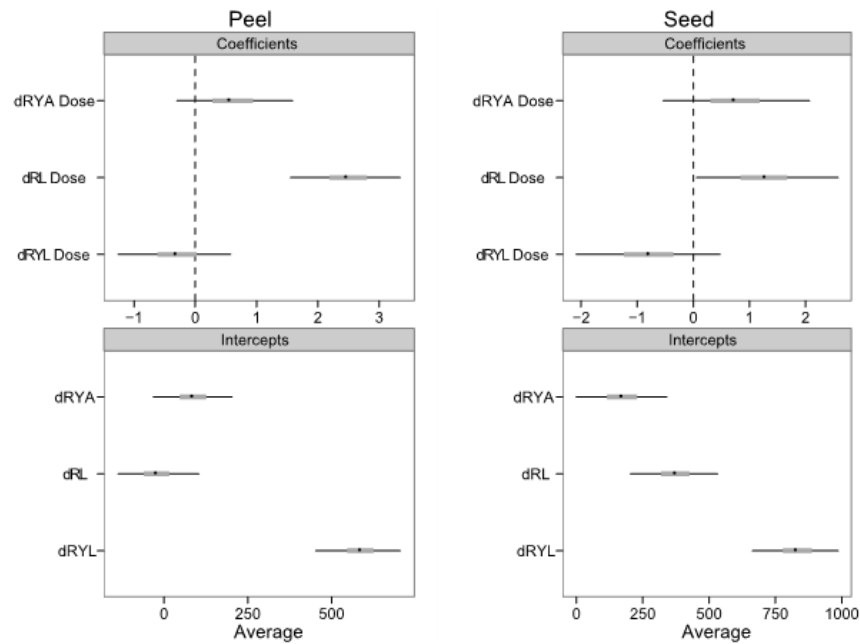 Peel
Coefficients
dRYA Dose
dRL Dose
dRYL Dose
−1 0 1 2 3
Intercepts
dRYA
dRL
dRYL
0 250 500
Average
Seed
Coefficients
dRYA Dose
dRL Dose
dRYL Dose
−2 −1 0 1 2
Intercepts
dRYA
dRL
dRYL
0 250 500 750 1000
Average